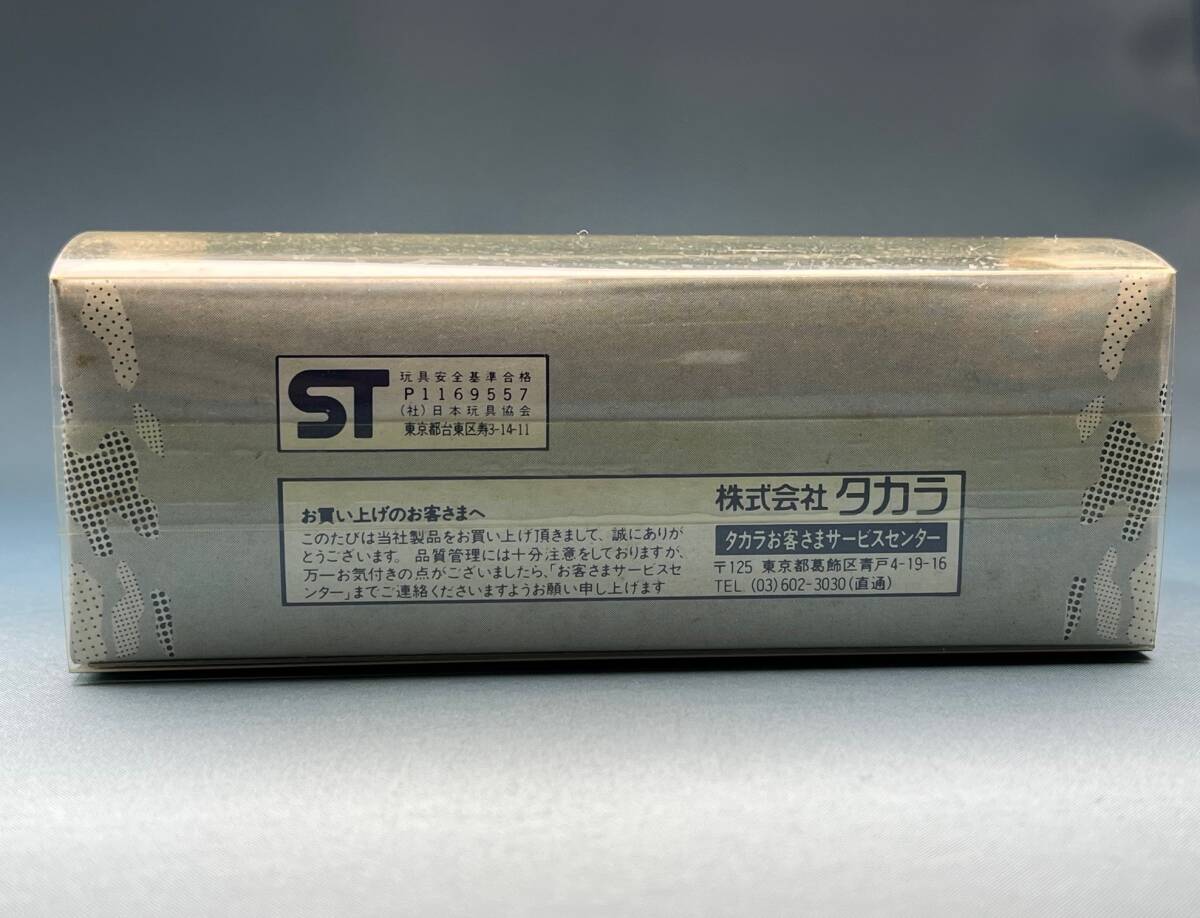 ST
玩具安全基準合格
P1169557
(社)日本玩具協会
東京都台東区寿3-14-11
お買い上げのお客さまへ
このたびは当社製品をお買い上げ頂きまして、誠にありが
とうございます。品質管理には十分注意をしておりますが、
万一お気付きの点がございましたら、「お客さまサービスセ
ンター」までご連絡くださいますようお願い申し上げます
株式会社 タカラ
タカラお客さまサービスセンター
〒125 東京都葛飾区青戸4-19-16
TEL. (03)602-3030(直通)